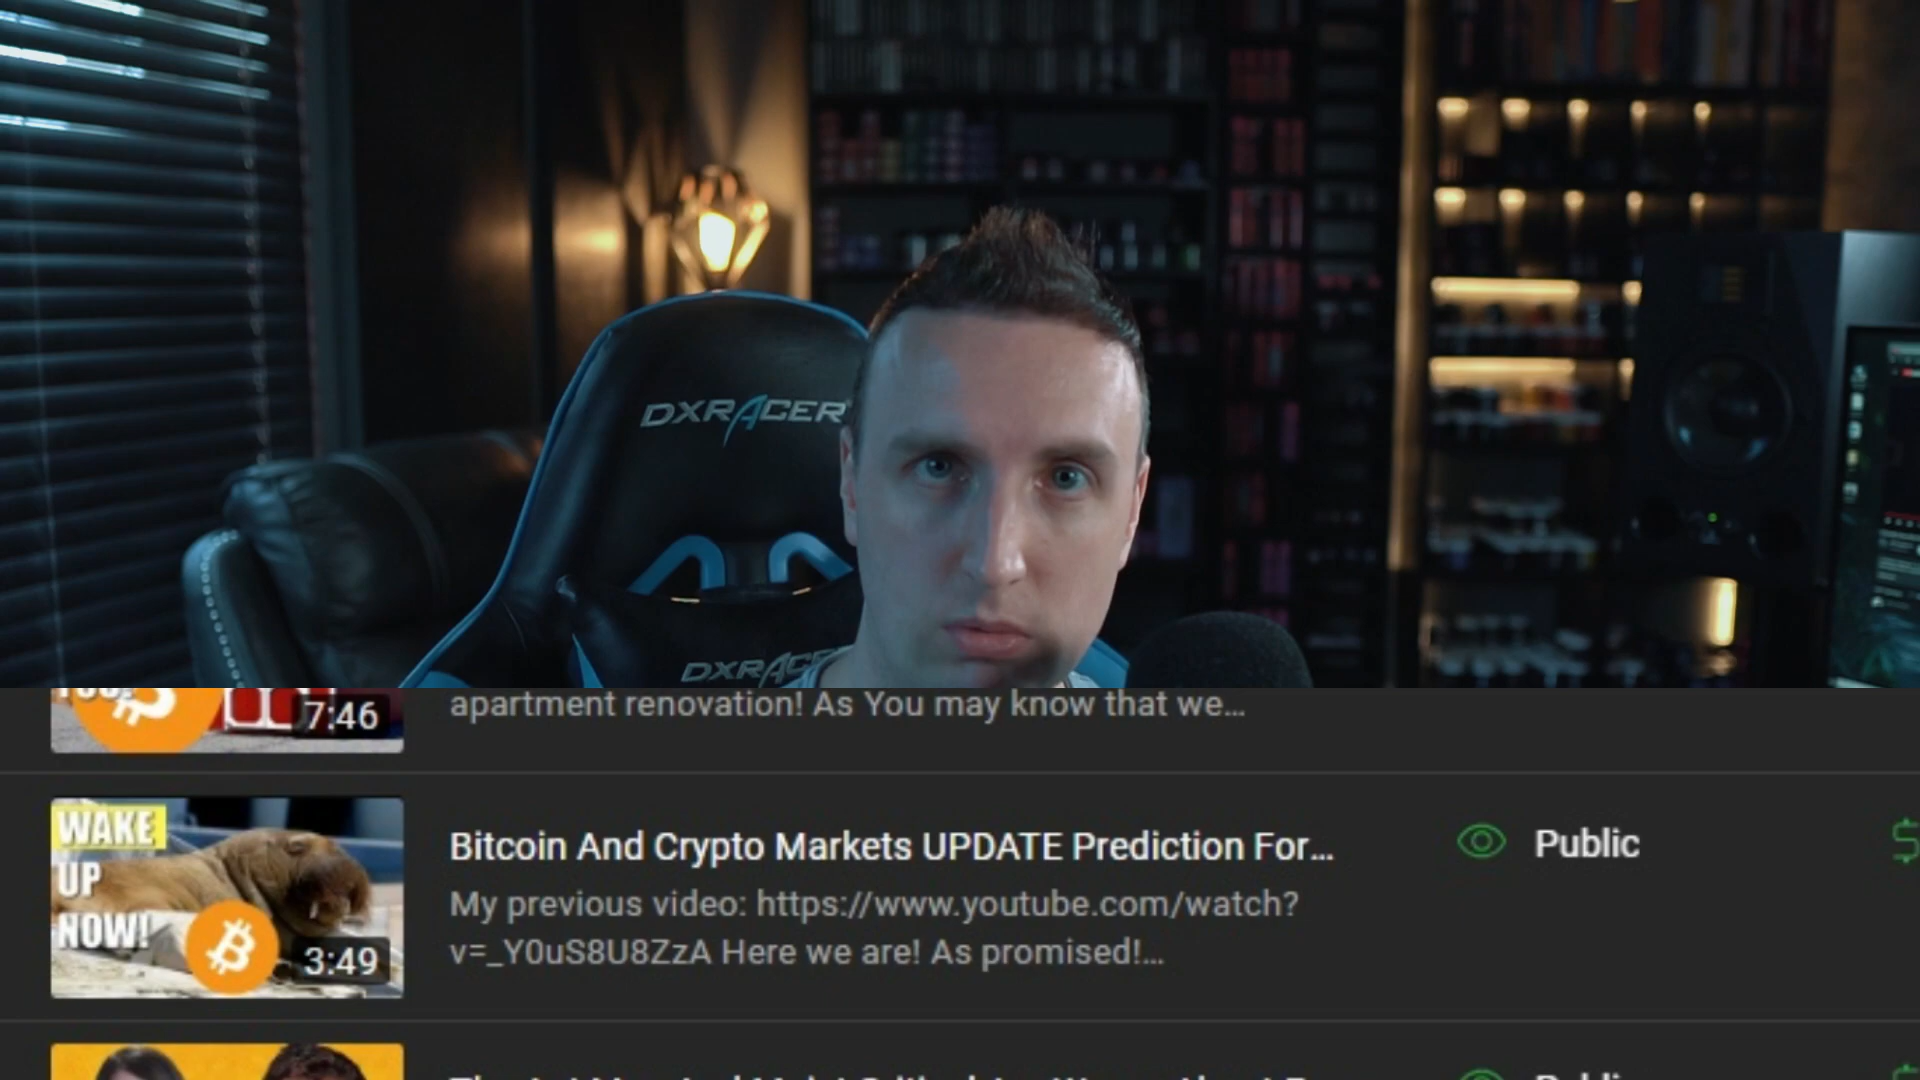 DXRACER
DXRACE
7:46
apartment renovation! As You may know that we...
WAKE
UP
NOW!
3:49
Bitcoin And Crypto Markets UPDATE Prediction For...
Public
My previous video: https://www.youtube.com/watch?
v=_Y0uS8U8ZzA Here we are! As promised!...